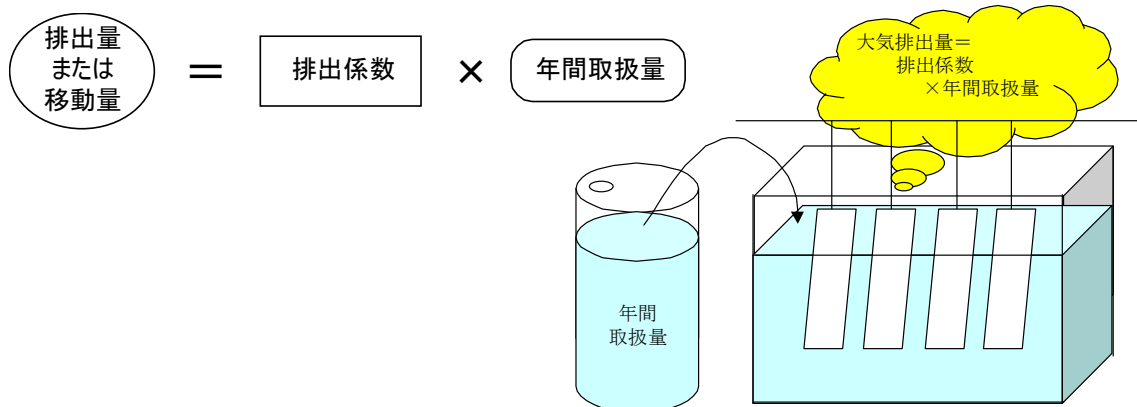 排出量
または
移動量
＝
排出係数
×
年間取扱量
大気排出量＝
排出係数
×年間取扱量
年間
取扱量